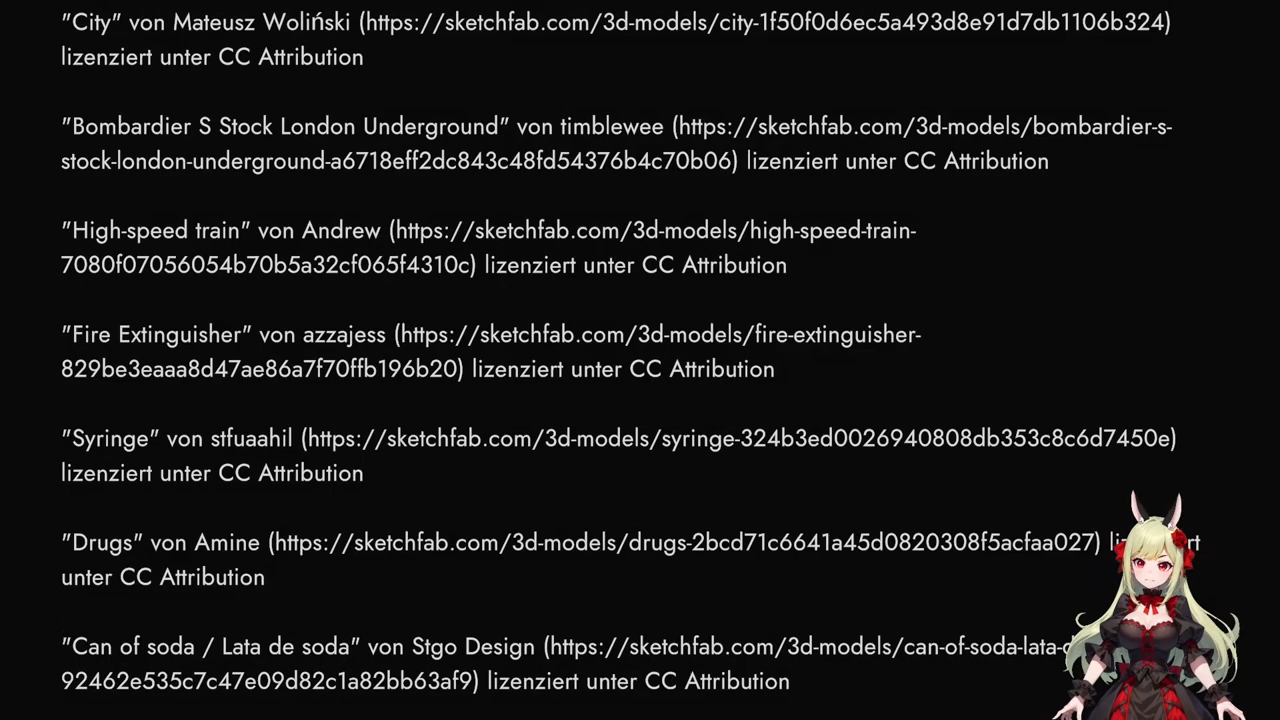 "City" von Mateusz Woliński (https://sketchfab.com/3d-models/city-1f50f0d6ec5a493d8e91d7db1106b324)
lizenziert unter CC Attribution
"Bombardier S Stock London Underground" von timblewee (https://sketchfab.com/3d-models/bombardier-s-
stock-london-underground-a6718eff2dc843c48fd54376b4c70b06) lizenziert unter CC Attribution
"High-speed train" von Andrew (https://sketchfab.com/3d-models/high-speed-train-
7080f07056054b70b5a32cf065f4310c) lizenziert unter CC Attribution
"Fire Extinguisher" von azzajess (https://sketchfab.com/3d-models/fire-extinguisher-
829be3eaaa8d47ae86a7f70ffb196b20) lizenziert unter CC Attribution
"Syringe" von stfuaahil (https://sketchfab.com/3d-models/syringe-324b3ed0026940808db353c8c6d7450e)
lizenziert unter CC Attribution
"Drugs" von Amine (https://sketchfab.com/3d-models/drugs-2bcd71c6641a45d0820308f5acfaa027)
unter CC Attribution
"Can of soda / Lata de soda" von Stgo Design (https://sketchfab.com/3d-models/can-of-soda-lata-
92462e535c7c47e09d82c1a82bb63af9) lizenziert unter CC Attribution